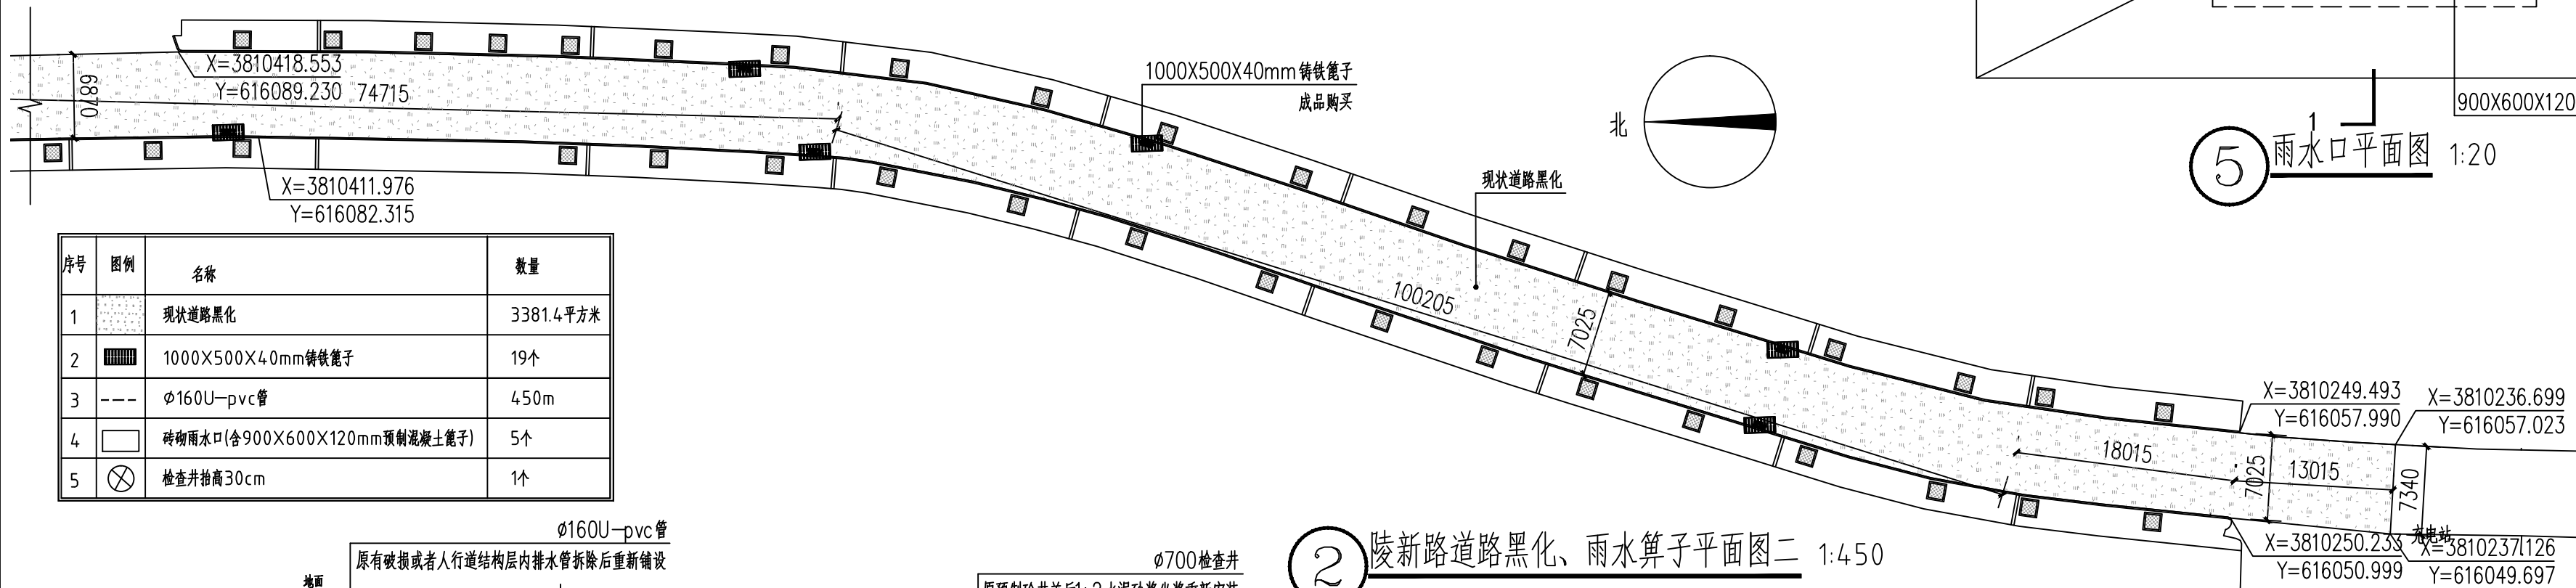 X=3810418.553
Y=616089.230
6870
74715
X=3810411.976
Y=616082.315
1000X500X40mm铸铁篦子
成品购买
北
现状道路黑化
100205
7025
900X600X120
1
5 雨水口平面图 1:20
序号 图例 名称 数量
1 现状道路黑化 3381.4平方米
2 1000X500X40mm铸铁篦子 19个
3 ø160U-pvc管 450m
4 砖砌雨水口(含900X600X120mm预制混凝土篦子) 5个
5 检查井抬高30cm 1个
X=3810249.493
Y=616057.990
X=3810236.699
Y=616057.023
18015
7025
13015
7340
充电站
X=3810250.233
Y=616050.999
X=3810237.126
Y=616049.697
ø160U-pvc管
原有破损或者人行道结构层内排水管拆除后重新铺设
地面
ø700检查井
2 陵新路道路黑化、雨水箅子平面图二 1:450